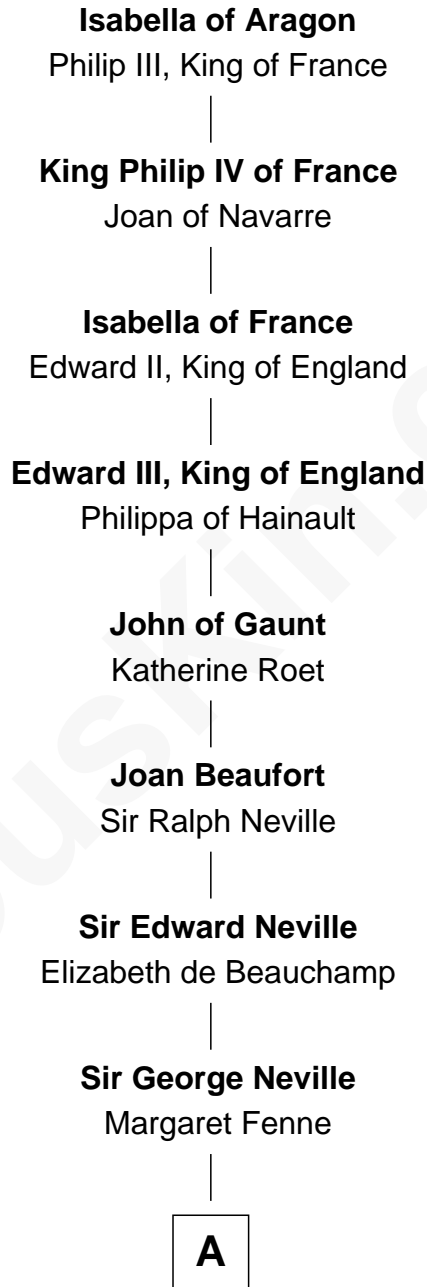 Isabella of Aragon
Philip III, King of France
King Philip IV of France
Joan of Navarre
Isabella of France
Edward II, King of England
Edward III, King of England
Philippa of Hainault
John of Gaunt
Katherine Roet
Joan Beaufort
Sir Ralph Neville
Sir Edward Neville
Elizabeth de Beauchamp
Sir George Neville
Margaret Fenne
A